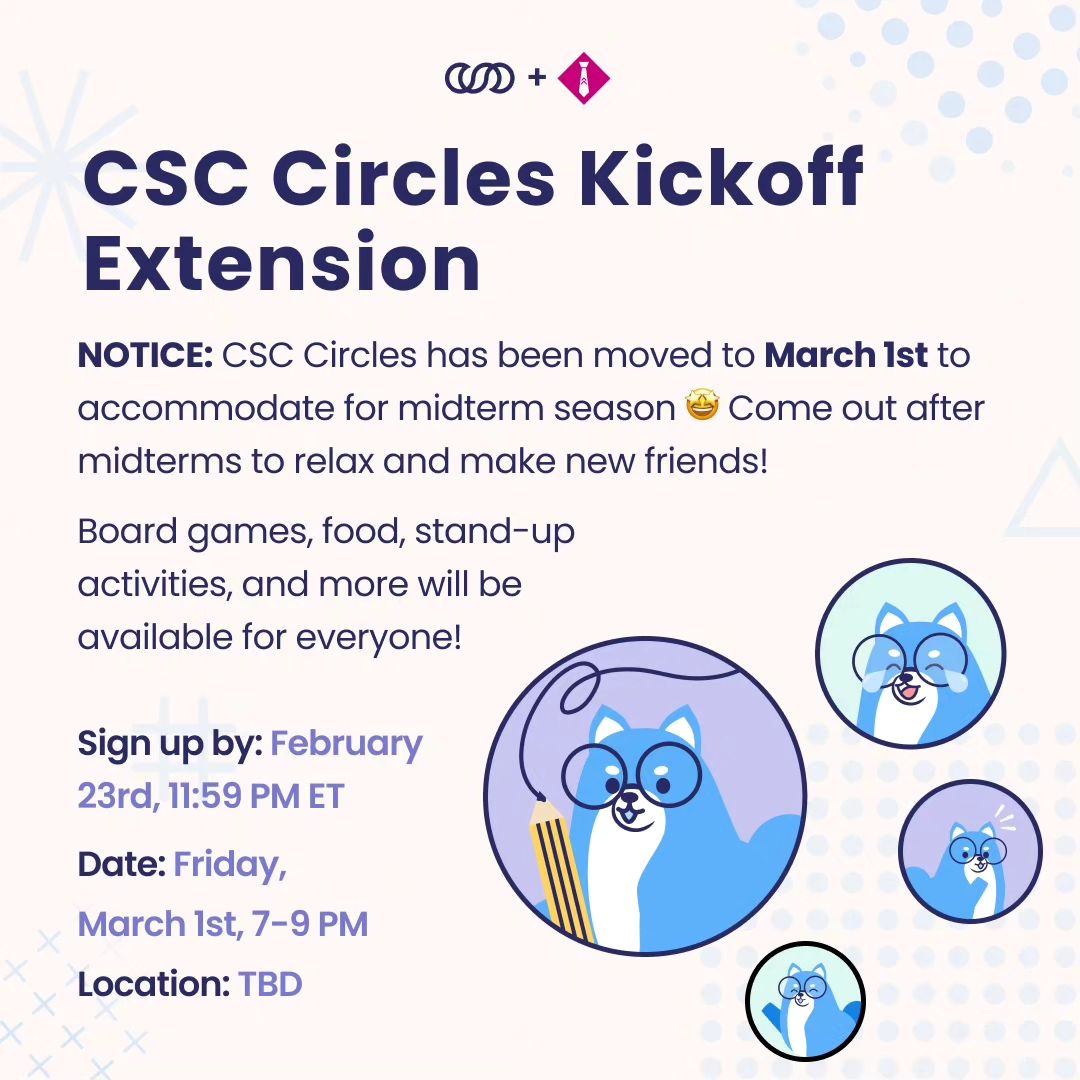 +
CSC Circles Kickoff
Extension
NOTICE: CSC Circles has been moved to March 1st to
accommodate for midterm season 🤩 Come out after
midterms to relax and make new friends!
Board games, food, stand-up
activities, and more will be
available for everyone!
Sign up by: February
23rd, 11:59 PM ET
Date: Friday,
March 1st, 7-9 PM
Location: TBD